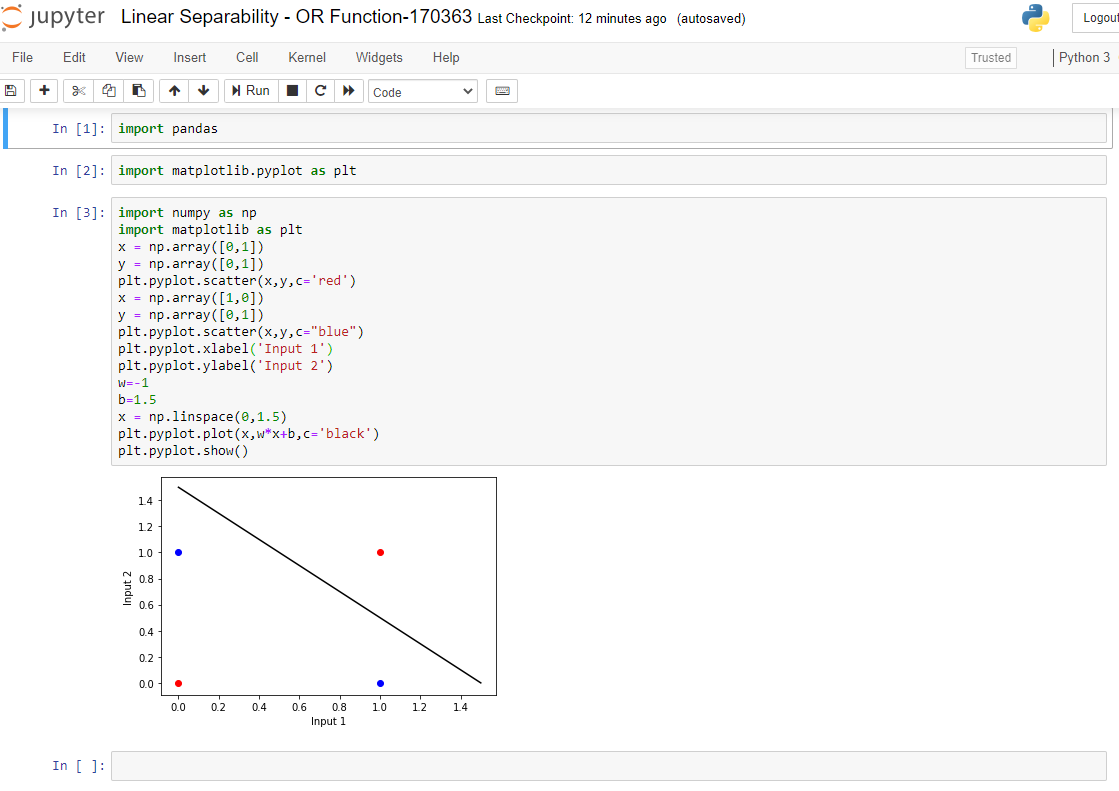 jupyter Linear Separability - OR Function-170363 Last Checkpoint: 12 minutes ago (autosaved)
Logout
File Edit View Insert Cell Kernel Widgets Help Trusted Python 3
Run Code
In [1]: import pandas
In [2]: import matplotlib.pyplot as plt
In [3]: import numpy as np
import matplotlib as plt
x = np.array([0,1])
y = np.array([0,1])
plt.pyplot.scatter(x,y,c='red')
x = np.array([1,0])
y = np.array([0,1])
plt.pyplot.scatter(x,y,c="blue")
plt.pyplot.xlabel('Input 1')
plt.pyplot.ylabel('Input 2')
w=-1
b=1.5
x = np.linspace(0,1.5)
plt.pyplot.plot(x,w*x+b,c='black')
plt.pyplot.show()
1.4
1.2
1.0
0.8
0.6
0.4
0.2
0.0
Input 2
0.0 0.2 0.4 0.6 0.8 1.0 1.2 1.4
Input 1
In [ ]: